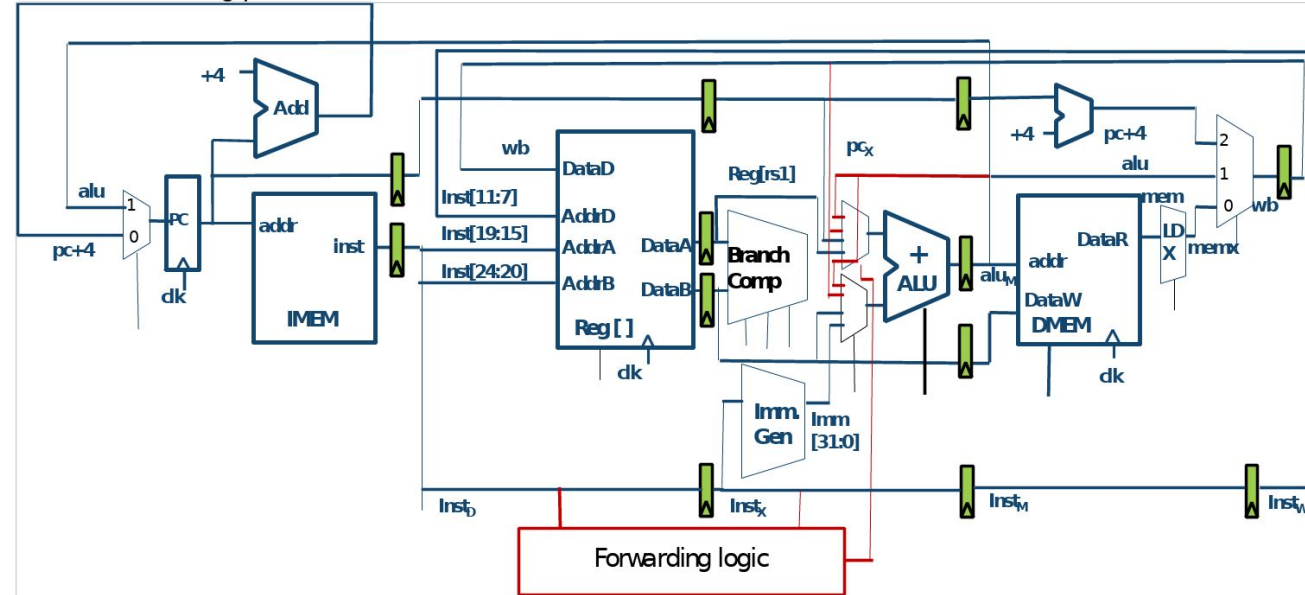 +4
Add
wb
DataD
pcX
+4
pc+4
2
alu
1
mem
0
wb
alu
1
0
pc+4
PC
clk
addr
inst
IMEM
Inst[11:7]
AddrD
Inst[19:15]
AddrA
Inst[24:20]
AddrB
DataA
DataB
Reg [ ]
clk
Reg[rs1]
Branch
Comp
+
ALU
aluM
DataR
addr
DataW
DMEM
clk
LD
X
memx
Imm.
Gen
Imm
[31:0]
InstD
InstX
InstM
InstW
Forwarding logic